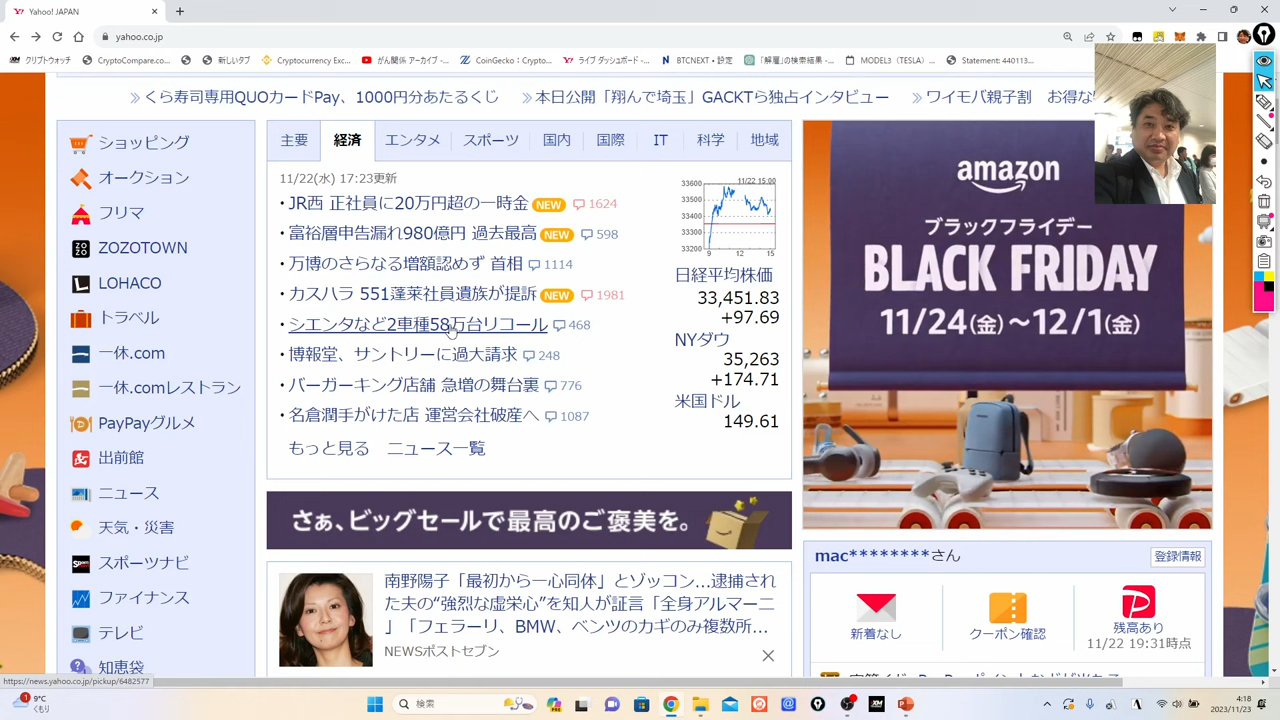 Yahoo! JAPAN
yahoo.co.jp
クリプトウォッチ
CryptoCompare.co...
新しいタブ
Cryptocurrency Exc...
がん関係 アーカイブ -...
CoinGecko : Crypto...
ライブ ダッシュボード -...
BTCNEXT • 設定
「解雇」の検索結果 -...
MODEL3（TESLA）...
Statement: 440113...
くら寿司専用QUOカードPay、1000円分あたるくじ
本日公開「翔んで埼玉」GACKTら独占インタビュー
ワイモバ親子割 お得な
ショッピング
オークション
フリマ
ZOZOTOWN
LOHACO
トラベル
一休.com
一休.comレストラン
PayPayグルメ
出前館
ニュース
天気・災害
スポーツナビ
ファイナンス
テレビ
知恵袋
主要 経済 エンタメ スポーツ 国内 国際 IT 科学 地域
11/22(水) 17:23更新
・JR西 正社員に20万円超の一時金 NEW 1624
・富裕層申告漏れ980億円 過去最高 NEW 598
・万博のさらなる増額認めず 首相 1114
・カスハラ 551蓬莱社員遺族が提訴 NEW 1981
・シエンタなど2車種58万台リコール 468
・博報堂、サントリーに過大請求 248
・バーガーキング店舗 急増の舞台裏 776
・名倉潤手がけた店 運営会社破産へ 1087
もっと見る ニュース一覧
11/22 15:00
33600
33500
33400
33300
33200
9 12 15
日経平均株価
33,451.83
+97.69
NYダウ
35,263
+174.71
米国ドル
149.61
さぁ、ビッグセールで最高のご褒美を。
南野陽子「最初から一心同体」とゾッコン…逮捕され
た夫の“強烈な虚栄心”を知人が証言「全身アルマーニ
」「フェラーリ、BMW、ベンツのカギのみ複数所...
NEWSポストセブン
amazon
ブラックフライデー
BLACK FRIDAY
11/24(金)～12/1(金)
mac********さん
登録情報
新着なし
クーポン確認
残高あり
11/22 19:31時点
https://news.yahoo.co.jp/pickup/6482577
9°C
くもり
検索
4:18
2023/11/23